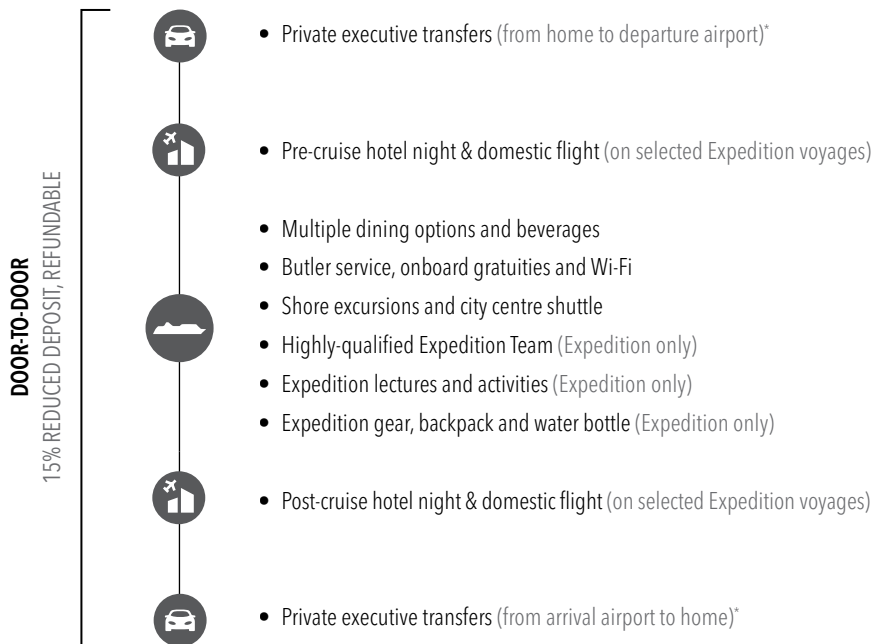 DOOR-TO-DOOR
15% REDUCED DEPOSIT, REFUNDABLE
• Private executive transfers (from home to departure airport)*
• Pre-cruise hotel night & domestic flight (on selected Expedition voyages)
• Multiple dining options and beverages
• Butler service, onboard gratuities and Wi-Fi
• Shore excursions and city centre shuttle
• Highly-qualified Expedition Team (Expedition only)
• Expedition lectures and activities (Expedition only)
• Expedition gear, backpack and water bottle (Expedition only)
• Post-cruise hotel night & domestic flight (on selected Expedition voyages)
• Private executive transfers (from arrival airport to home)*